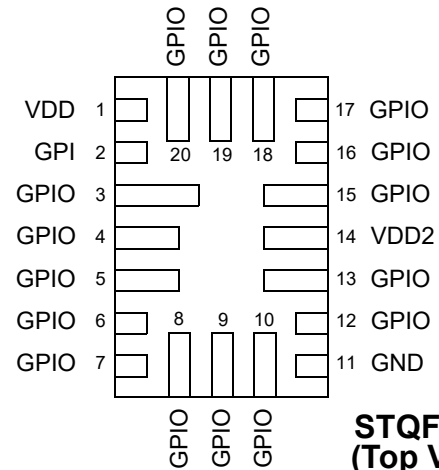 GPIO GPIO GPIO
VDD 1 17 GPIO
GPI 2 20 19 18 16 GPIO
GPIO 3 15 GPIO
GPIO 4 14 VDD2
GPIO 5 13 GPIO
GPIO 6 8 9 10 12 GPIO
GPIO 7 11 GND
GPIO GPIO GPIO
STQF
(Top V